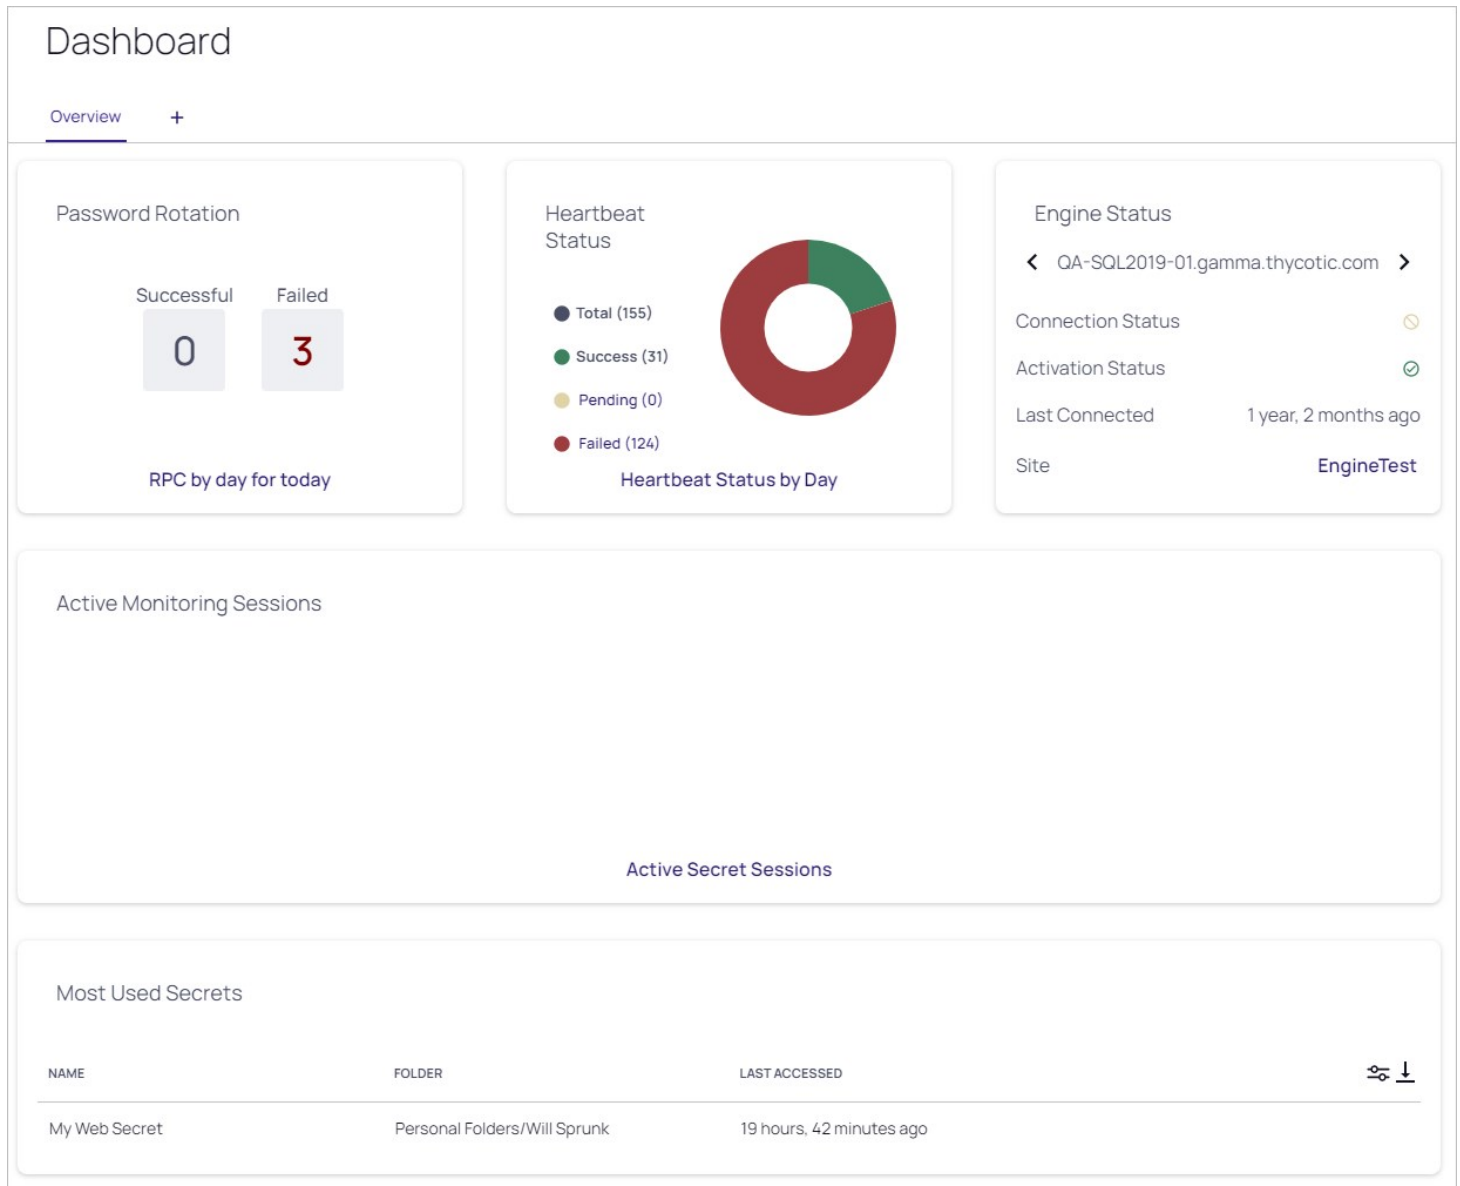 Dashboard
Overview +
Password Rotation
Successful Failed
0 3
RPC by day for today
Heartbeat
Status
Total (155)
Success (31)
Pending (0)
Failed (124)
Heartbeat Status by Day
Engine Status
QA-SQL2019-01.gamma.thycotic.com
Connection Status
Activation Status
Last Connected 1 year, 2 months ago
Site EngineTest
Active Monitoring Sessions
Active Secret Sessions
Most Used Secrets
NAME FOLDER LAST ACCESSED
My Web Secret Personal Folders/Will Sprunk 19 hours, 42 minutes ago